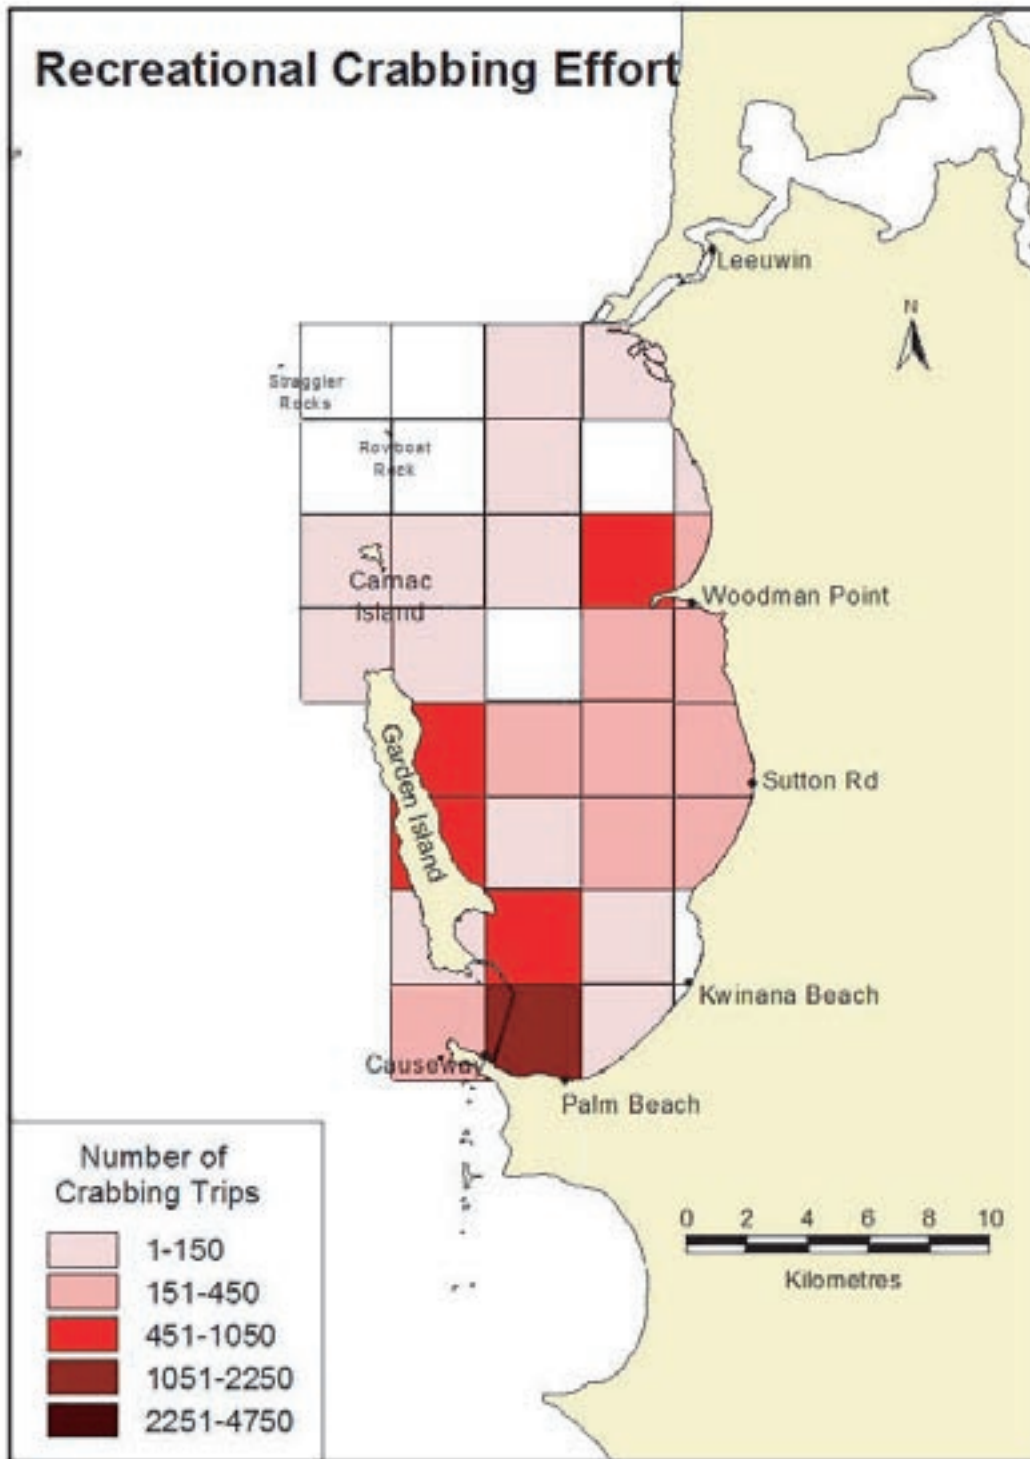 Recreational Crabbing Effort
Leeuwin
N
Straggler
Rocks
Rowboat
Rock
Carnac
Island
Woodman Point
Garden Island
Sutton Rd
Kwinana Beach
Causeway
Palm Beach
Number of
Crabbing Trips
1-150
151-450
451-1050
1051-2250
2251-4750
0 2 4 6 8 10
Kilometres